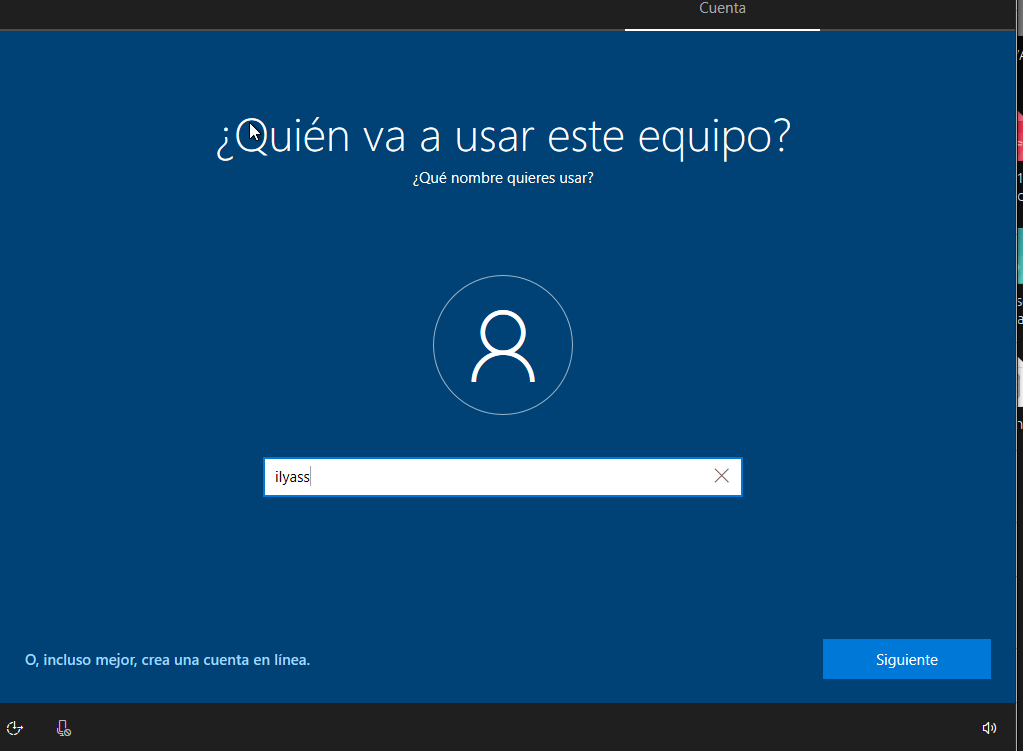 Cuenta
¿Quién va a usar este equipo?
¿Qué nombre quieres usar?
ilyass
O, incluso mejor, crea una cuenta en línea.
Siguiente